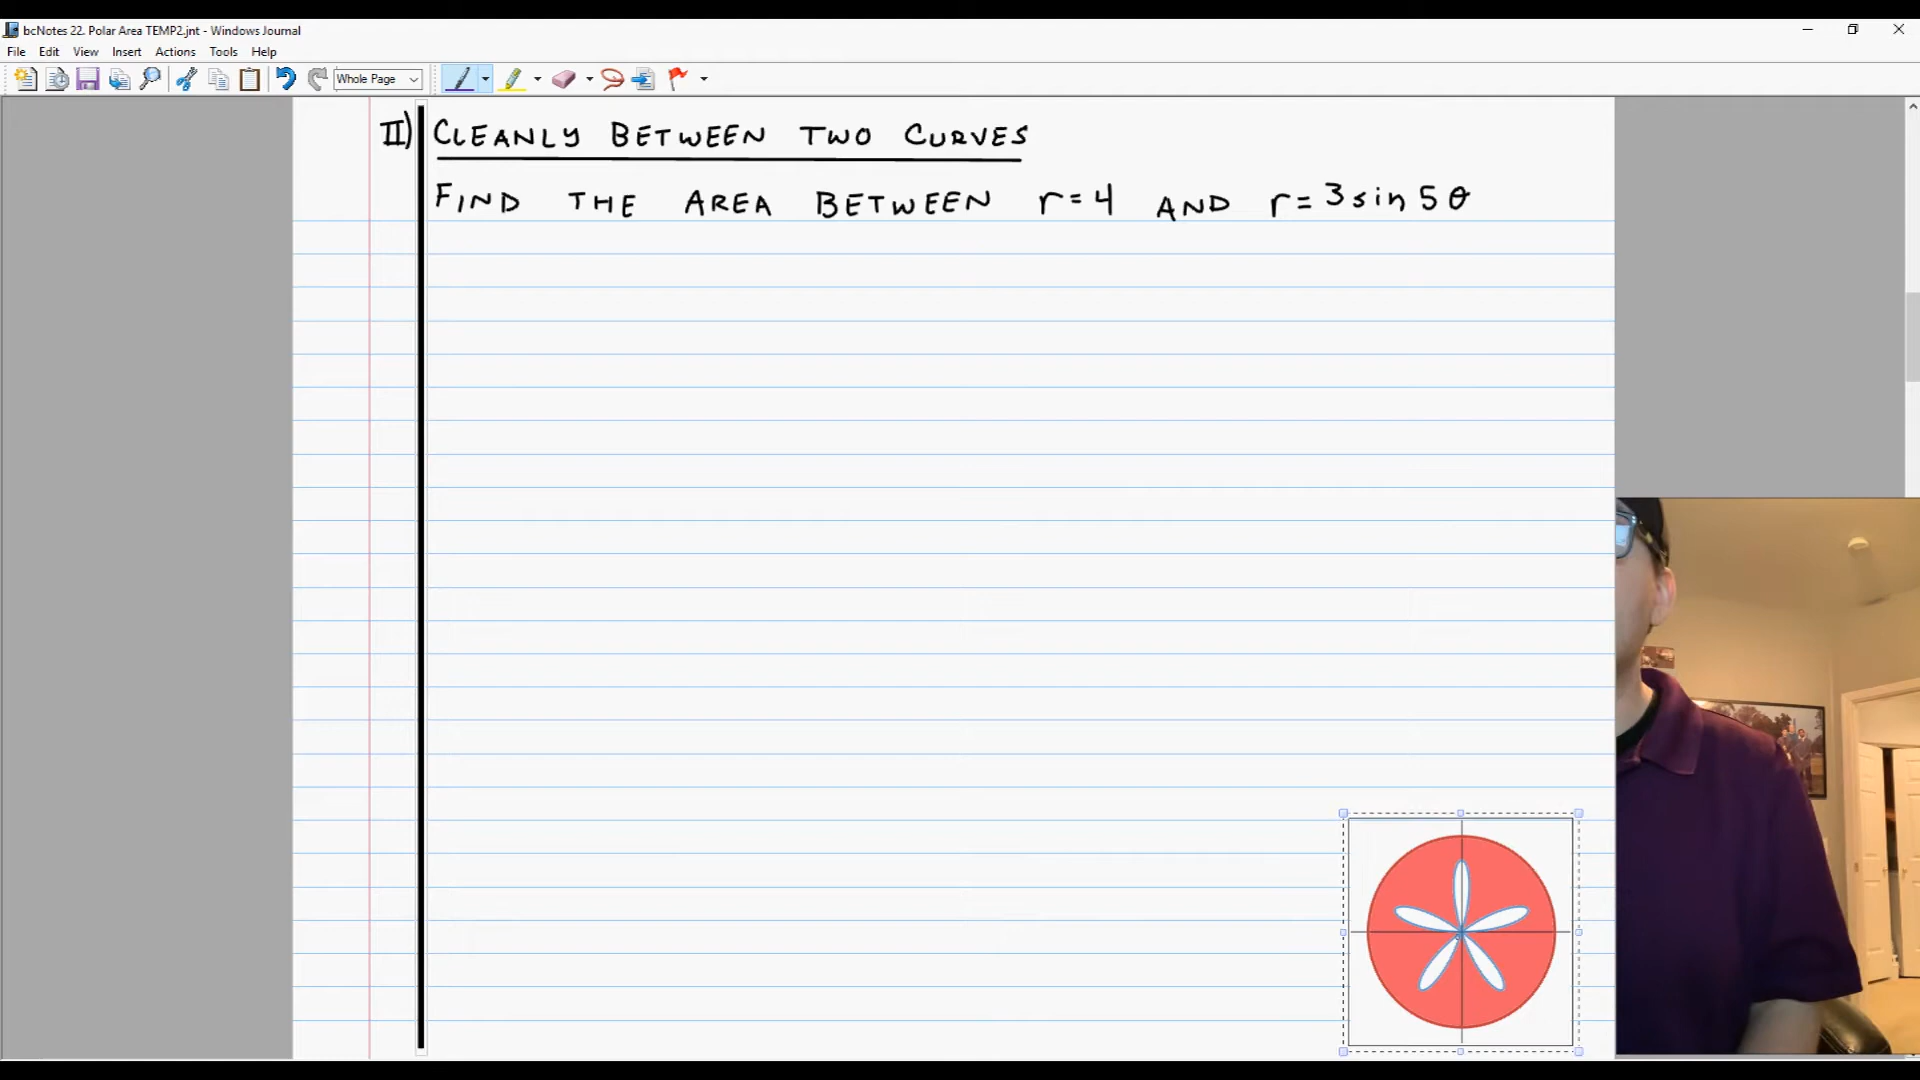 bcNotes 22. Polar Area TEMP2.jnt - Windows Journal
File Edit View Insert Actions Tools Help
Whole Page
II) CLEANLY BETWEEN TWO CURVES
FIND THE AREA BETWEEN r=4 AND r=3sin5θ